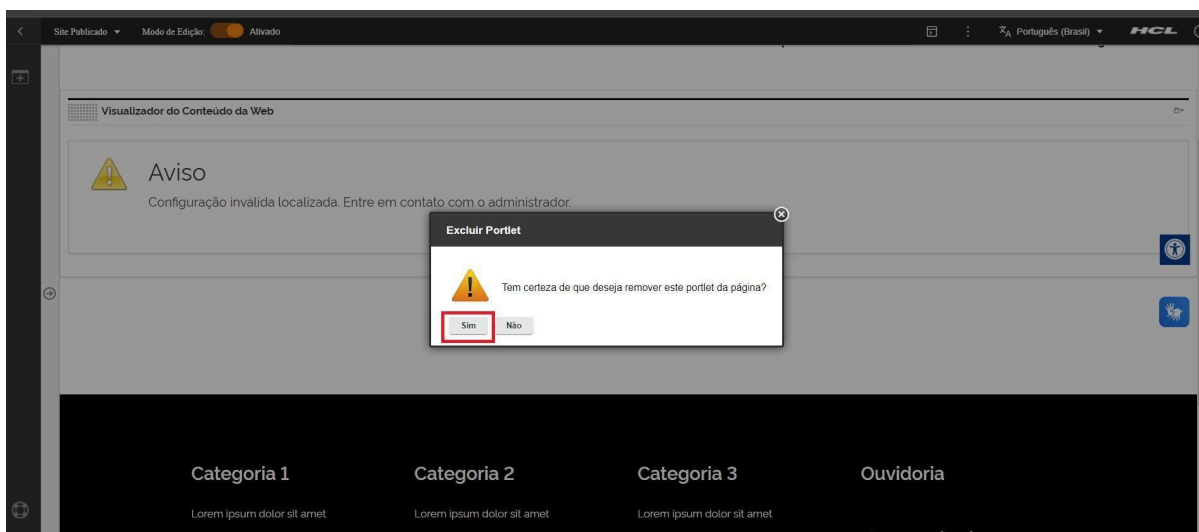 Site Publicado
Modo de Edição:
Ativado
Português (Brasil)
HCL
Visualizador do Conteúdo da Web
Aviso
Configuração inválida localizada. Entre em contato com o administrador.
Excluir Portlet
Tem certeza de que deseja remover este portlet da página?
Sim
Não
Categoria 1
Categoria 2
Categoria 3
Ouvidoria
Lorem ipsum dolor sit amet
Lorem ipsum dolor sit amet
Lorem ipsum dolor sit amet